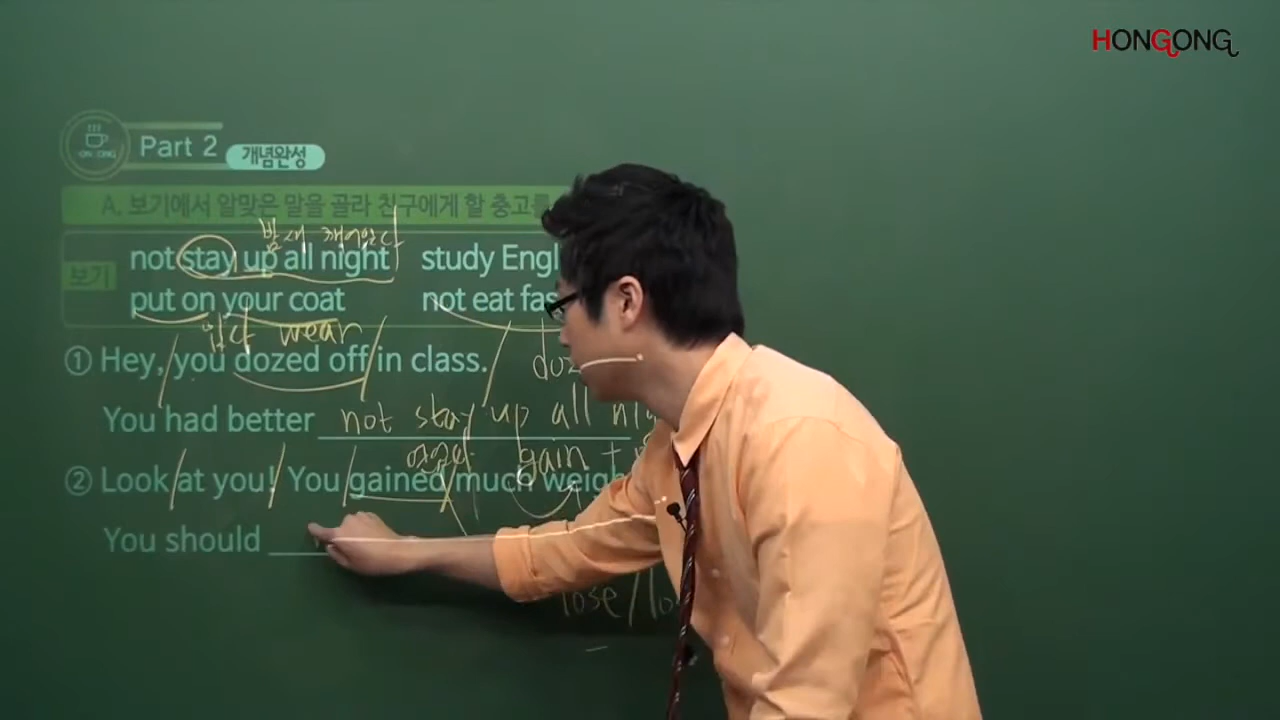 HONGONG
Part 2 개념완성
A. 보기에서 알맞은 말을 골라 친구에게 할 충고를
밤새 깨어있다
보기
not stay up all night study Engl
put on your coat not eat fas
입다 wear
① Hey, you dozed off in class. doz
You had better not stay up all nig
얻었다 gain +
② Look at you! You gained much weigh
You should
lose / lo